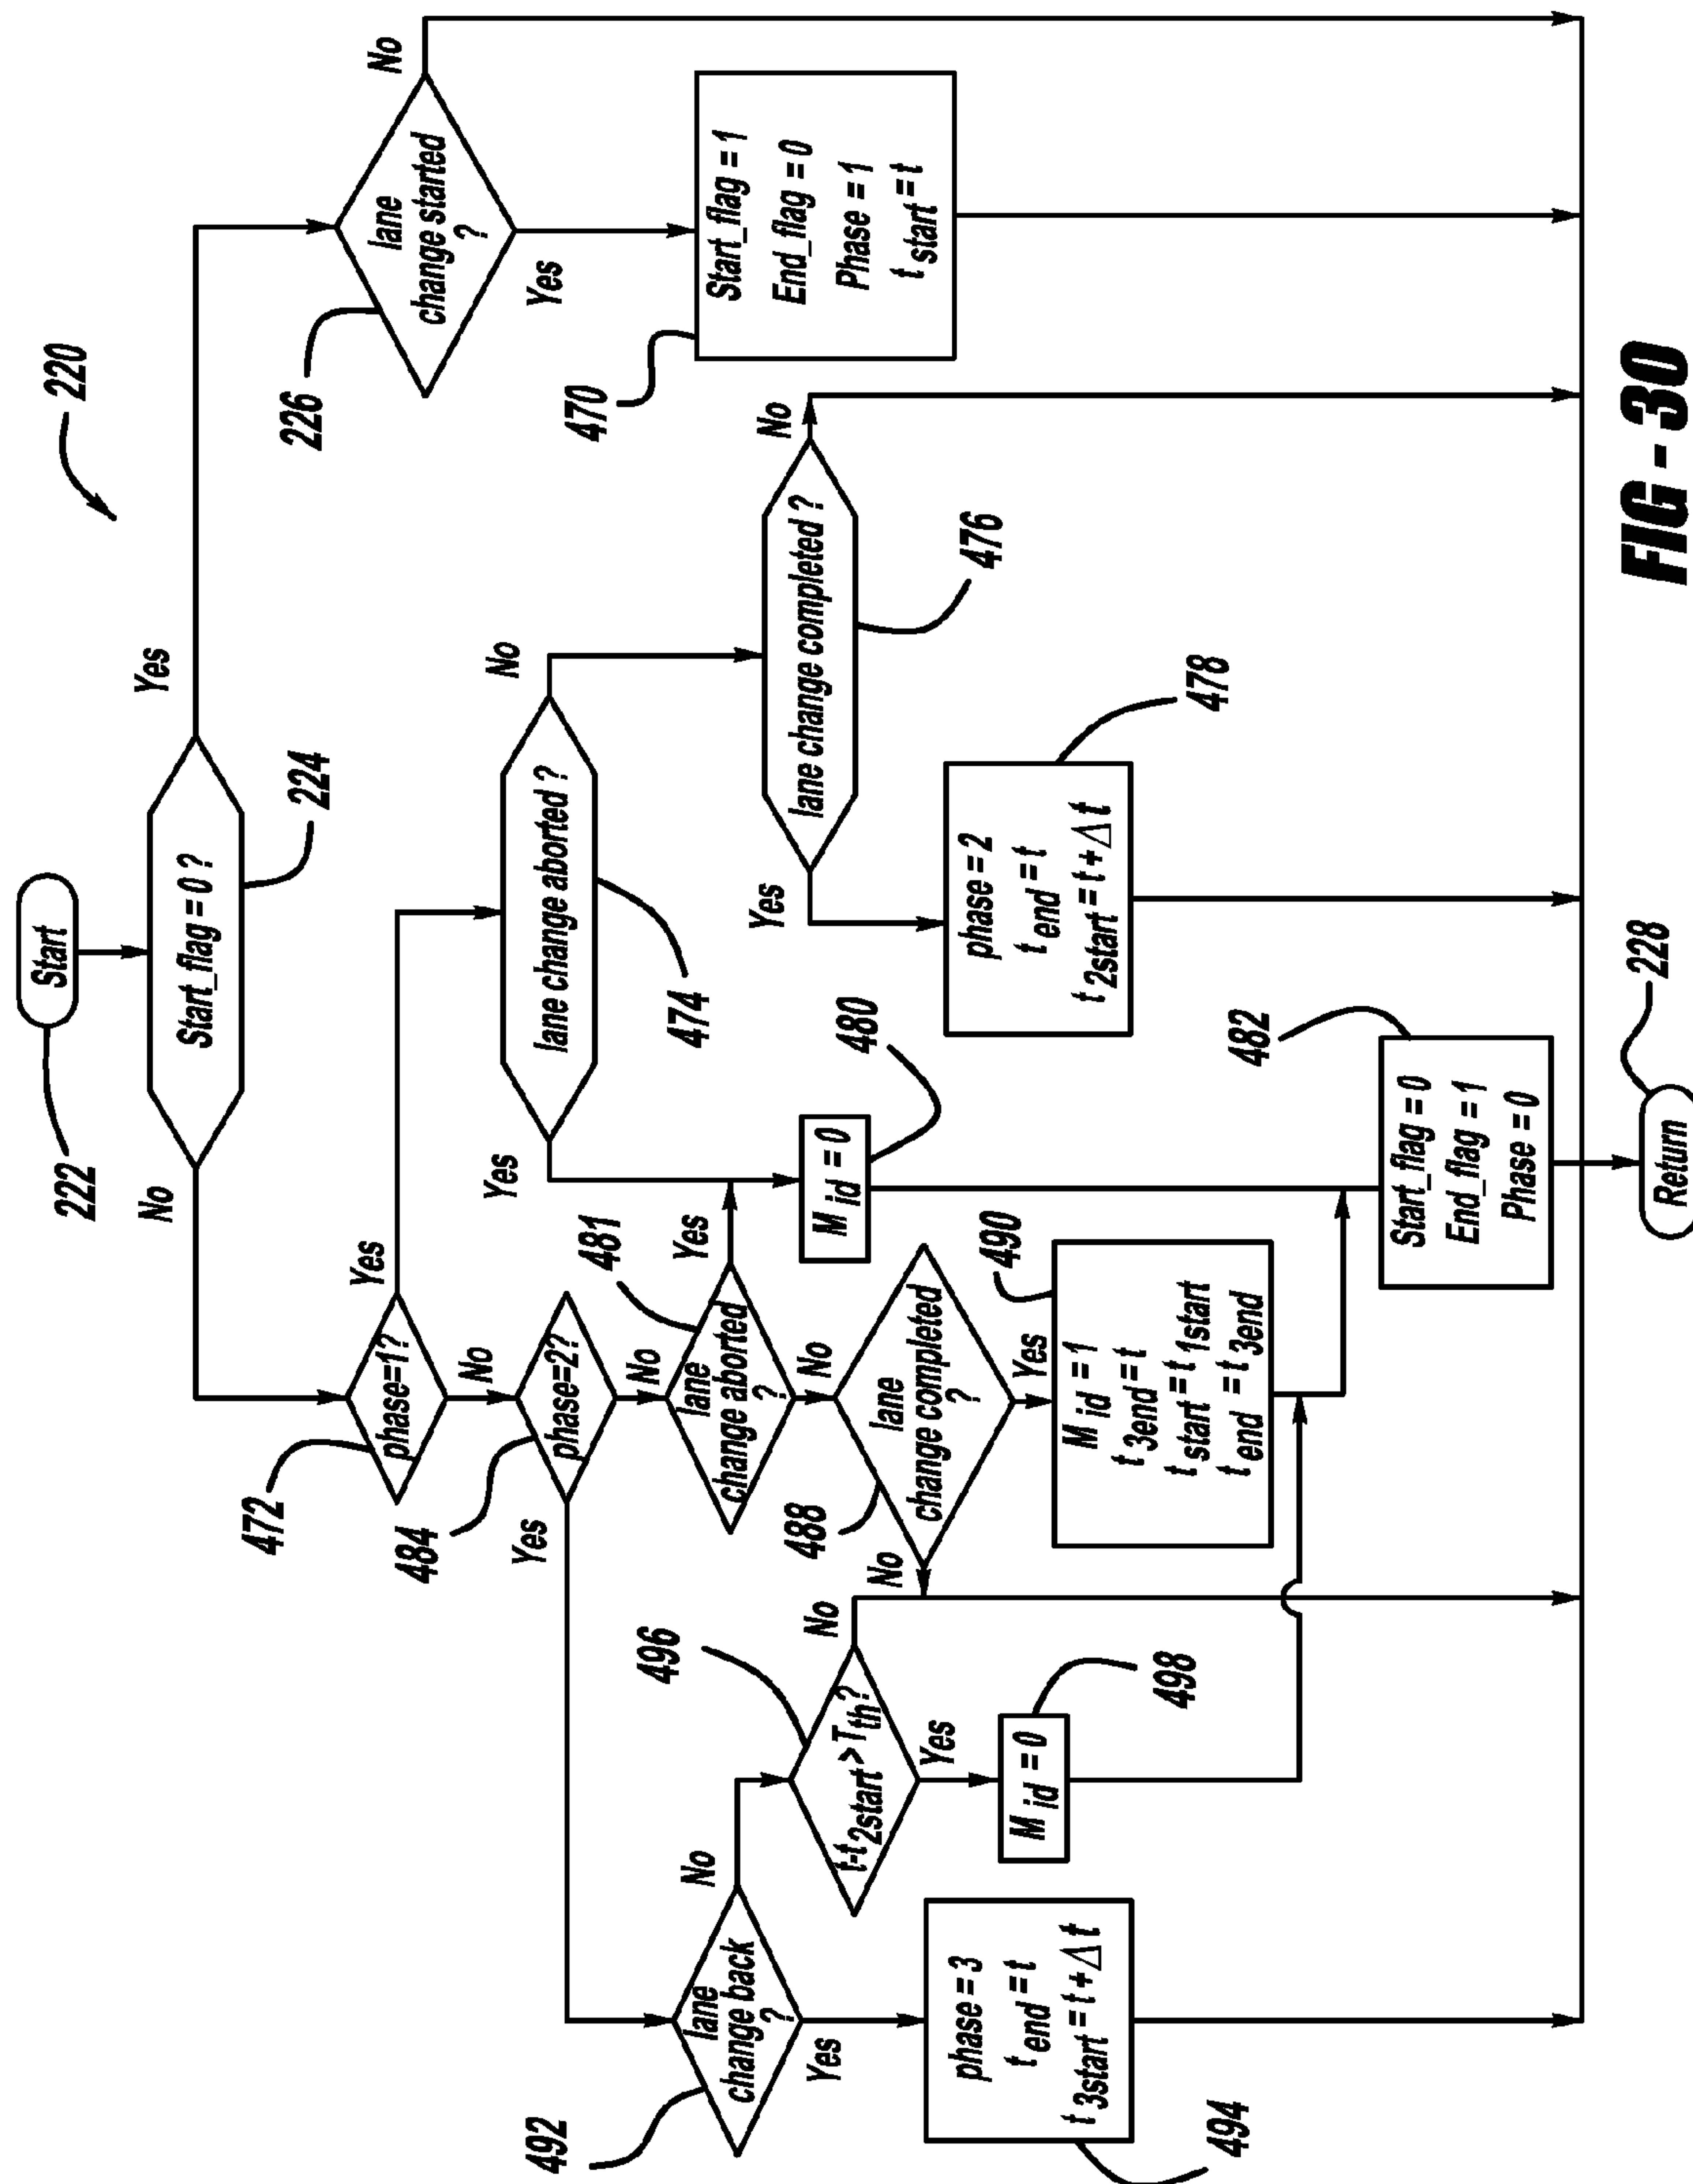 220
Start
222
Start_flag = 0 ?
224
No
Yes
phase=1?
472
Yes
No
lane
change started
?
226
No
Yes
Start_flag = 1
End_flag = 0
Phase = 1
t start = t
470
lane change aborted ?
474
Yes
No
lane change completed ?
476
Yes
No
phase = 2
t end = t
t 2start = t + Δt
478
phase=2?
484
Yes
No
lane
change aborted
?
481
Yes
No
M id = 0
480
lane
change completed
?
488
No
Yes
M id = 1
t 3end = t
t start = t 1start
t end = t 3end
490
lane
change back
?
492
No
Yes
t-t 2start > T th ?
496
No
Yes
M id = 0
498
phase = 3
t end = t
t 3start = t + Δt
494
Start_flag = 0
End_flag = 1
Phase = 0
482
Return
228
FIG - 30